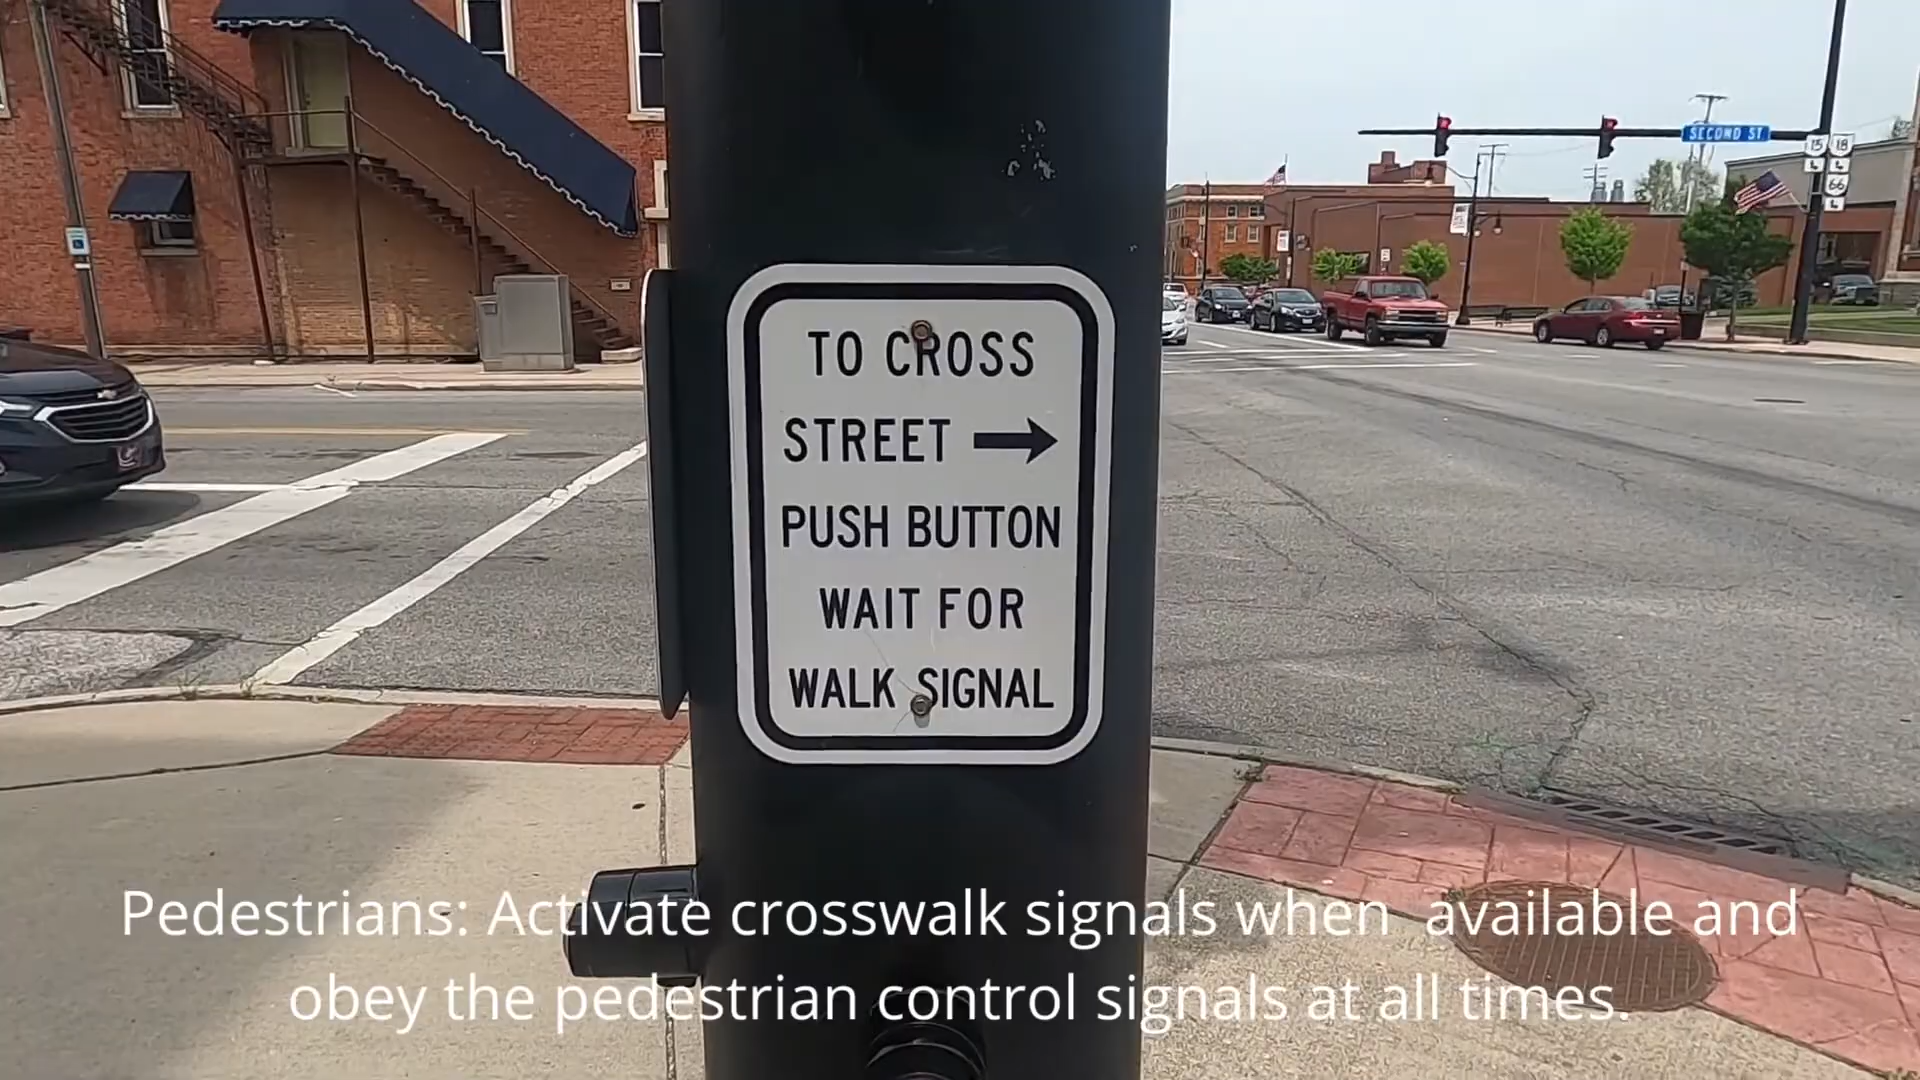 SECOND ST
15 18
66
TO CROSS
STREET →
PUSH BUTTON
WAIT FOR
WALK SIGNAL
Pedestrians: Activate crosswalk signals when available and
obey the pedestrian control signals at all times.